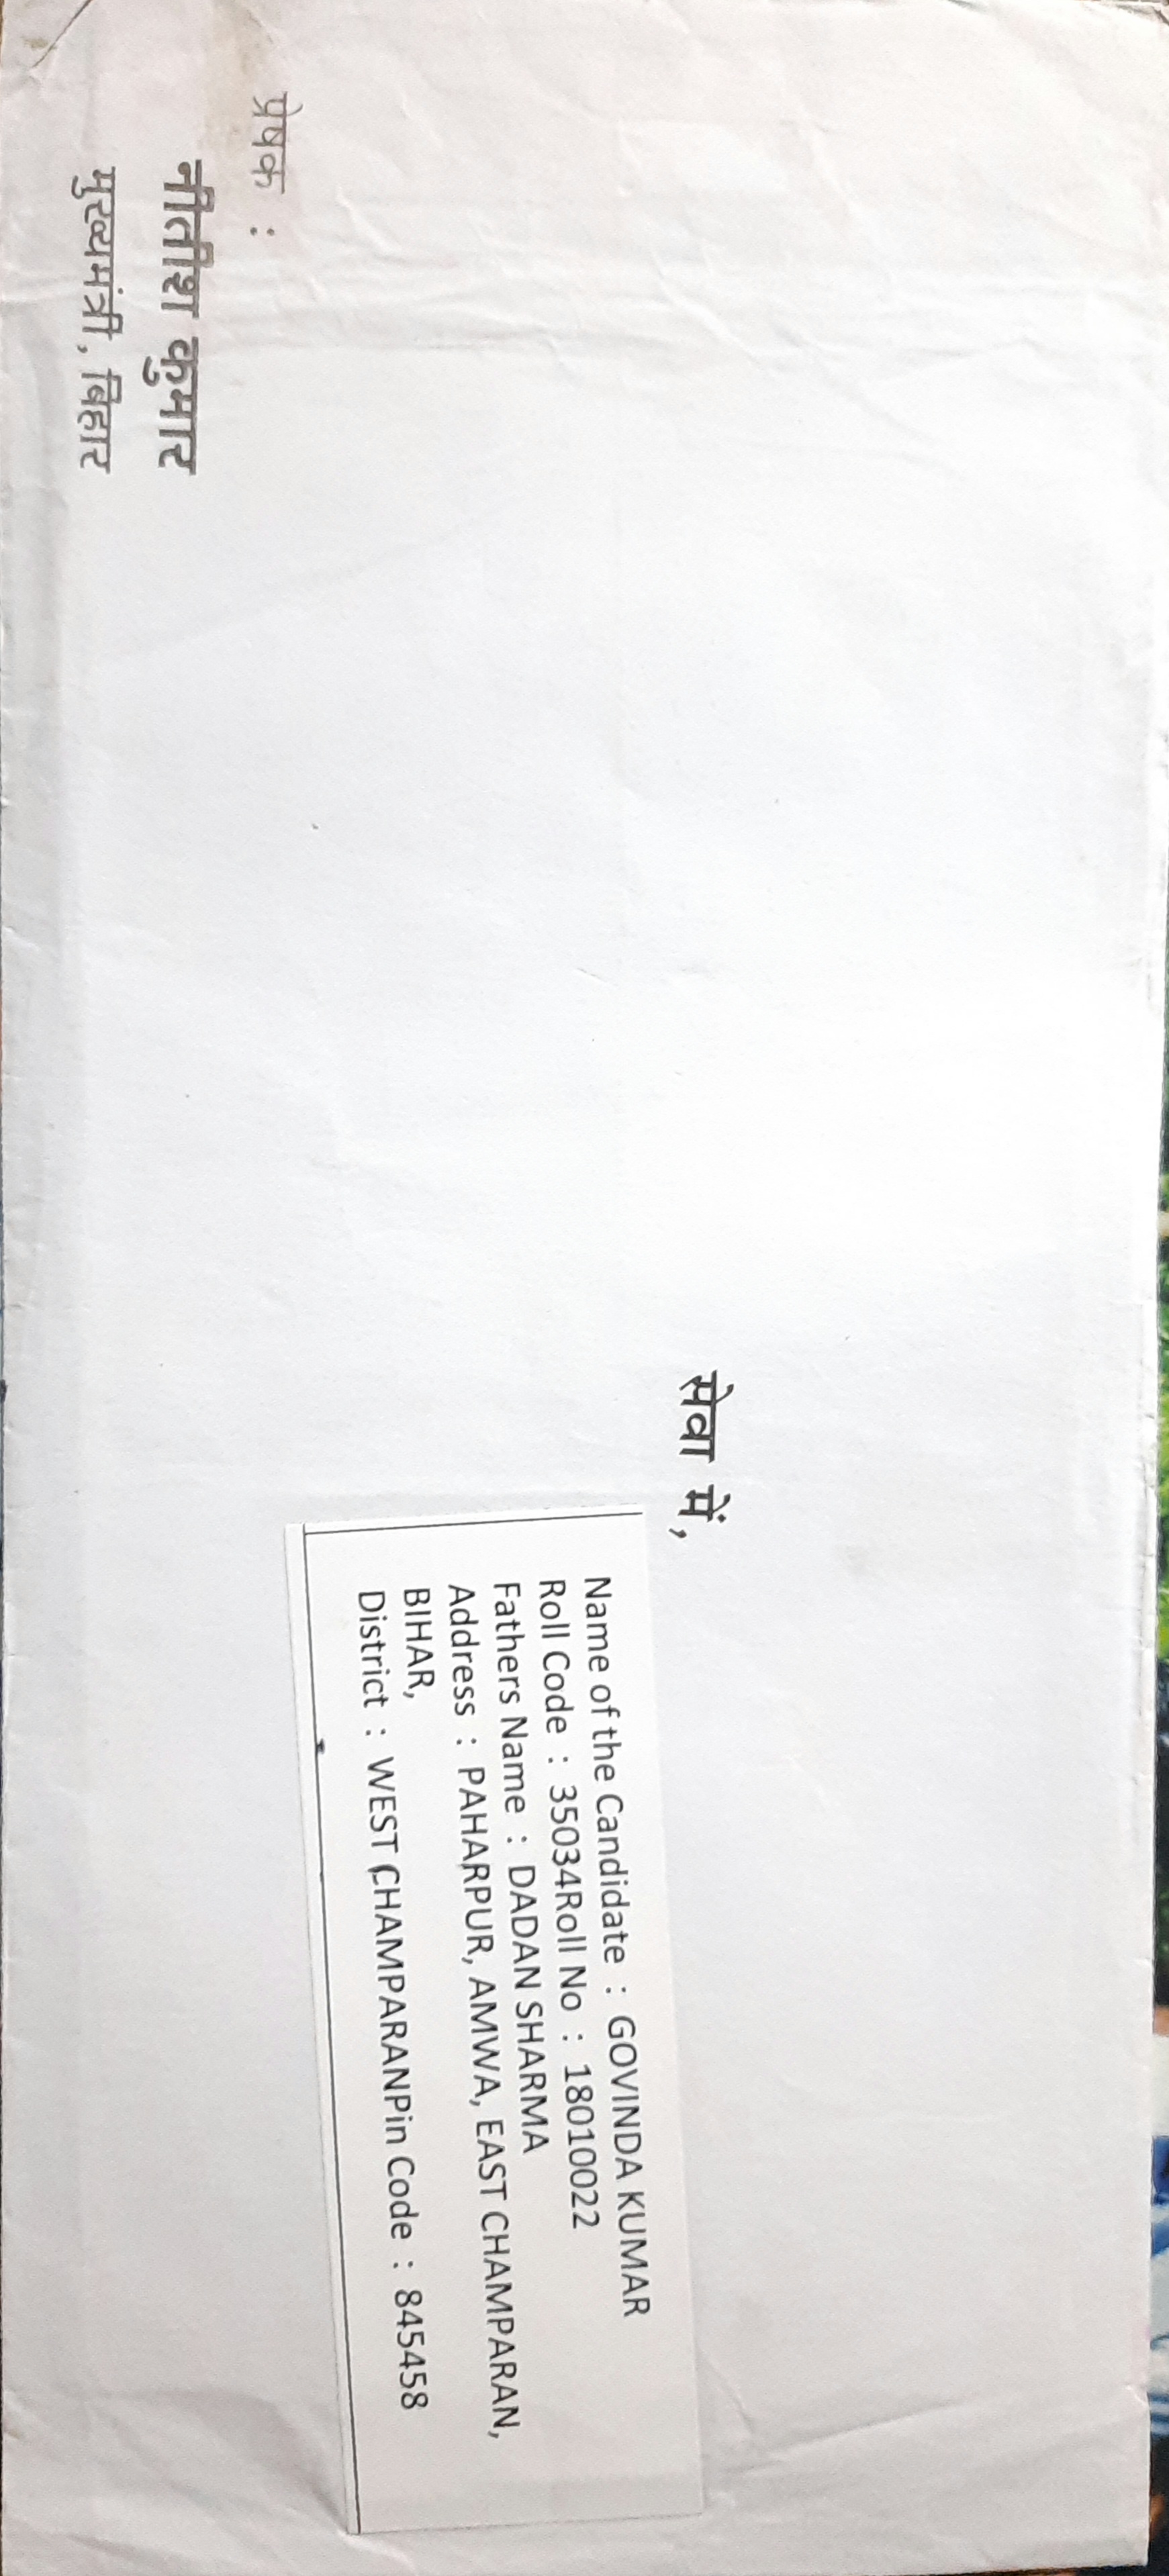 सेवा में,
Name of the Candidate : GOVINDA KUMAR
Roll Code : 35034Roll No : 18010022
Fathers Name : DADAN SHARMA
Address : PAHARPUR, AMWA, EAST CHAMPARAN,
BIHAR,
District : WEST CHAMPARANPin Code : 845458
प्रेषक :
नीतीश कुमार
मुख्यमंत्री, बिहार